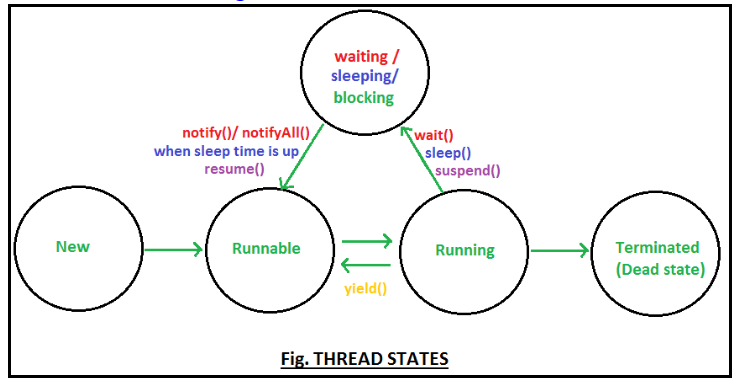 waiting /
sleeping/
blocking
notify()/ notifyAll()
when sleep time is up
resume()
wait()
sleep()
suspend()
New
Runnable
Running
Terminated
(Dead state)
yield()
Fig. THREAD STATES